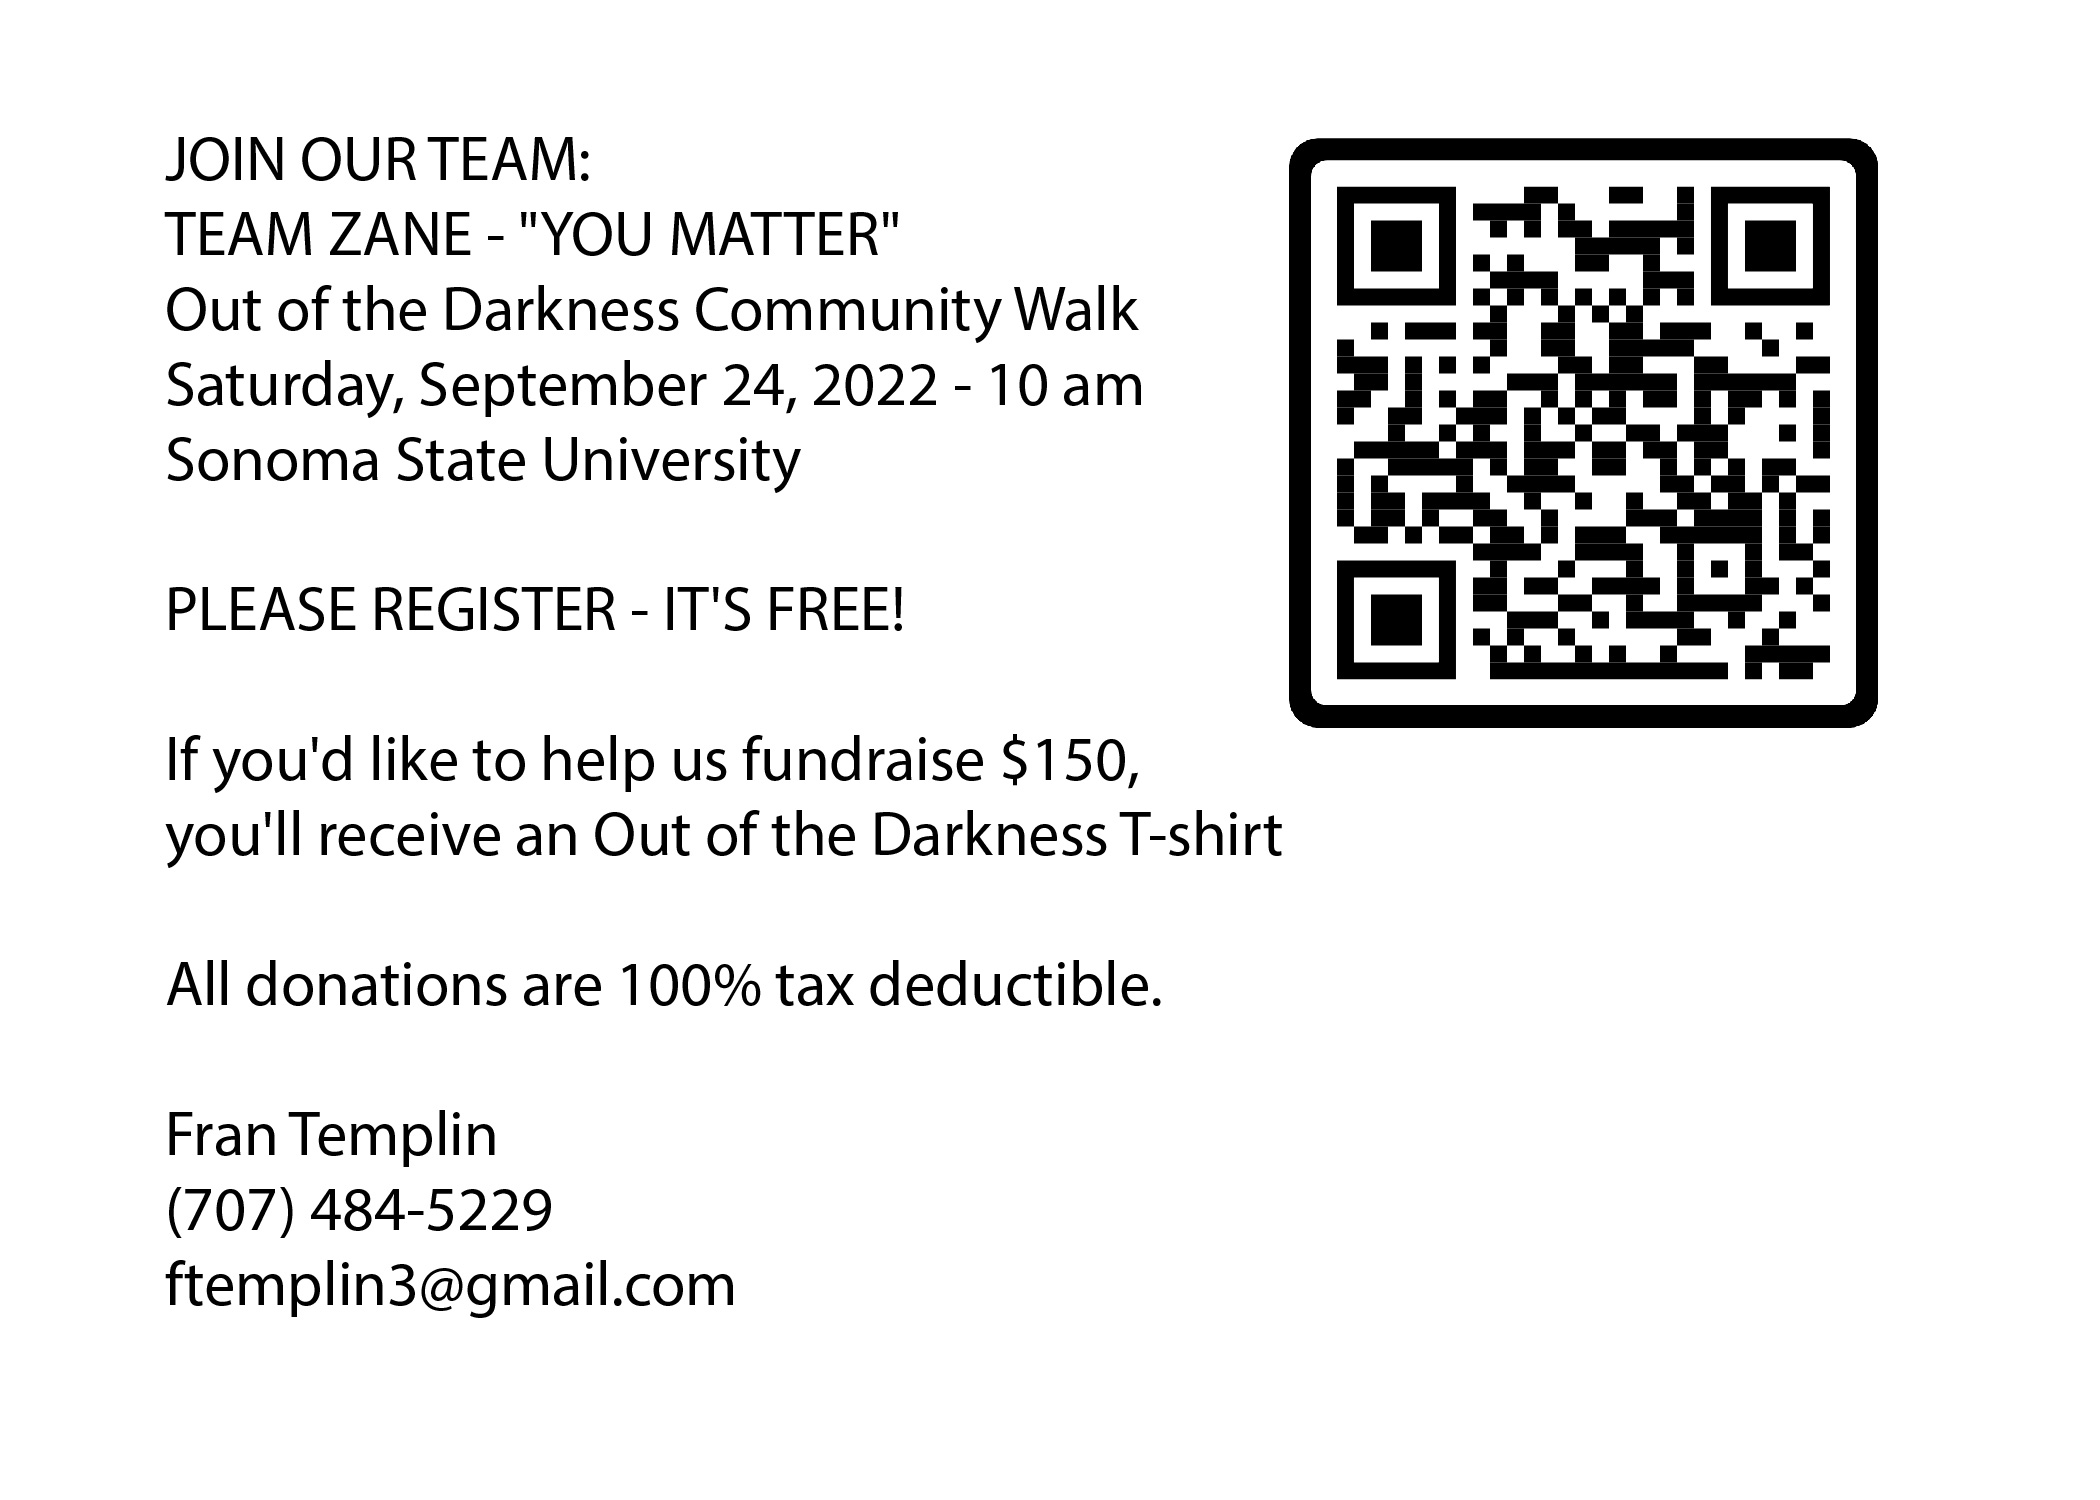 JOIN OUR TEAM:
TEAM ZANE - "YOU MATTER"
Out of the Darkness Community Walk
Saturday, September 24, 2022 - 10 am
Sonoma State University
PLEASE REGISTER - IT'S FREE!
If you'd like to help us fundraise $150,
you'll receive an Out of the Darkness T-shirt
All donations are 100% tax deductible.
Fran Templin
(707) 484-5229
ftemplin3@gmail.com